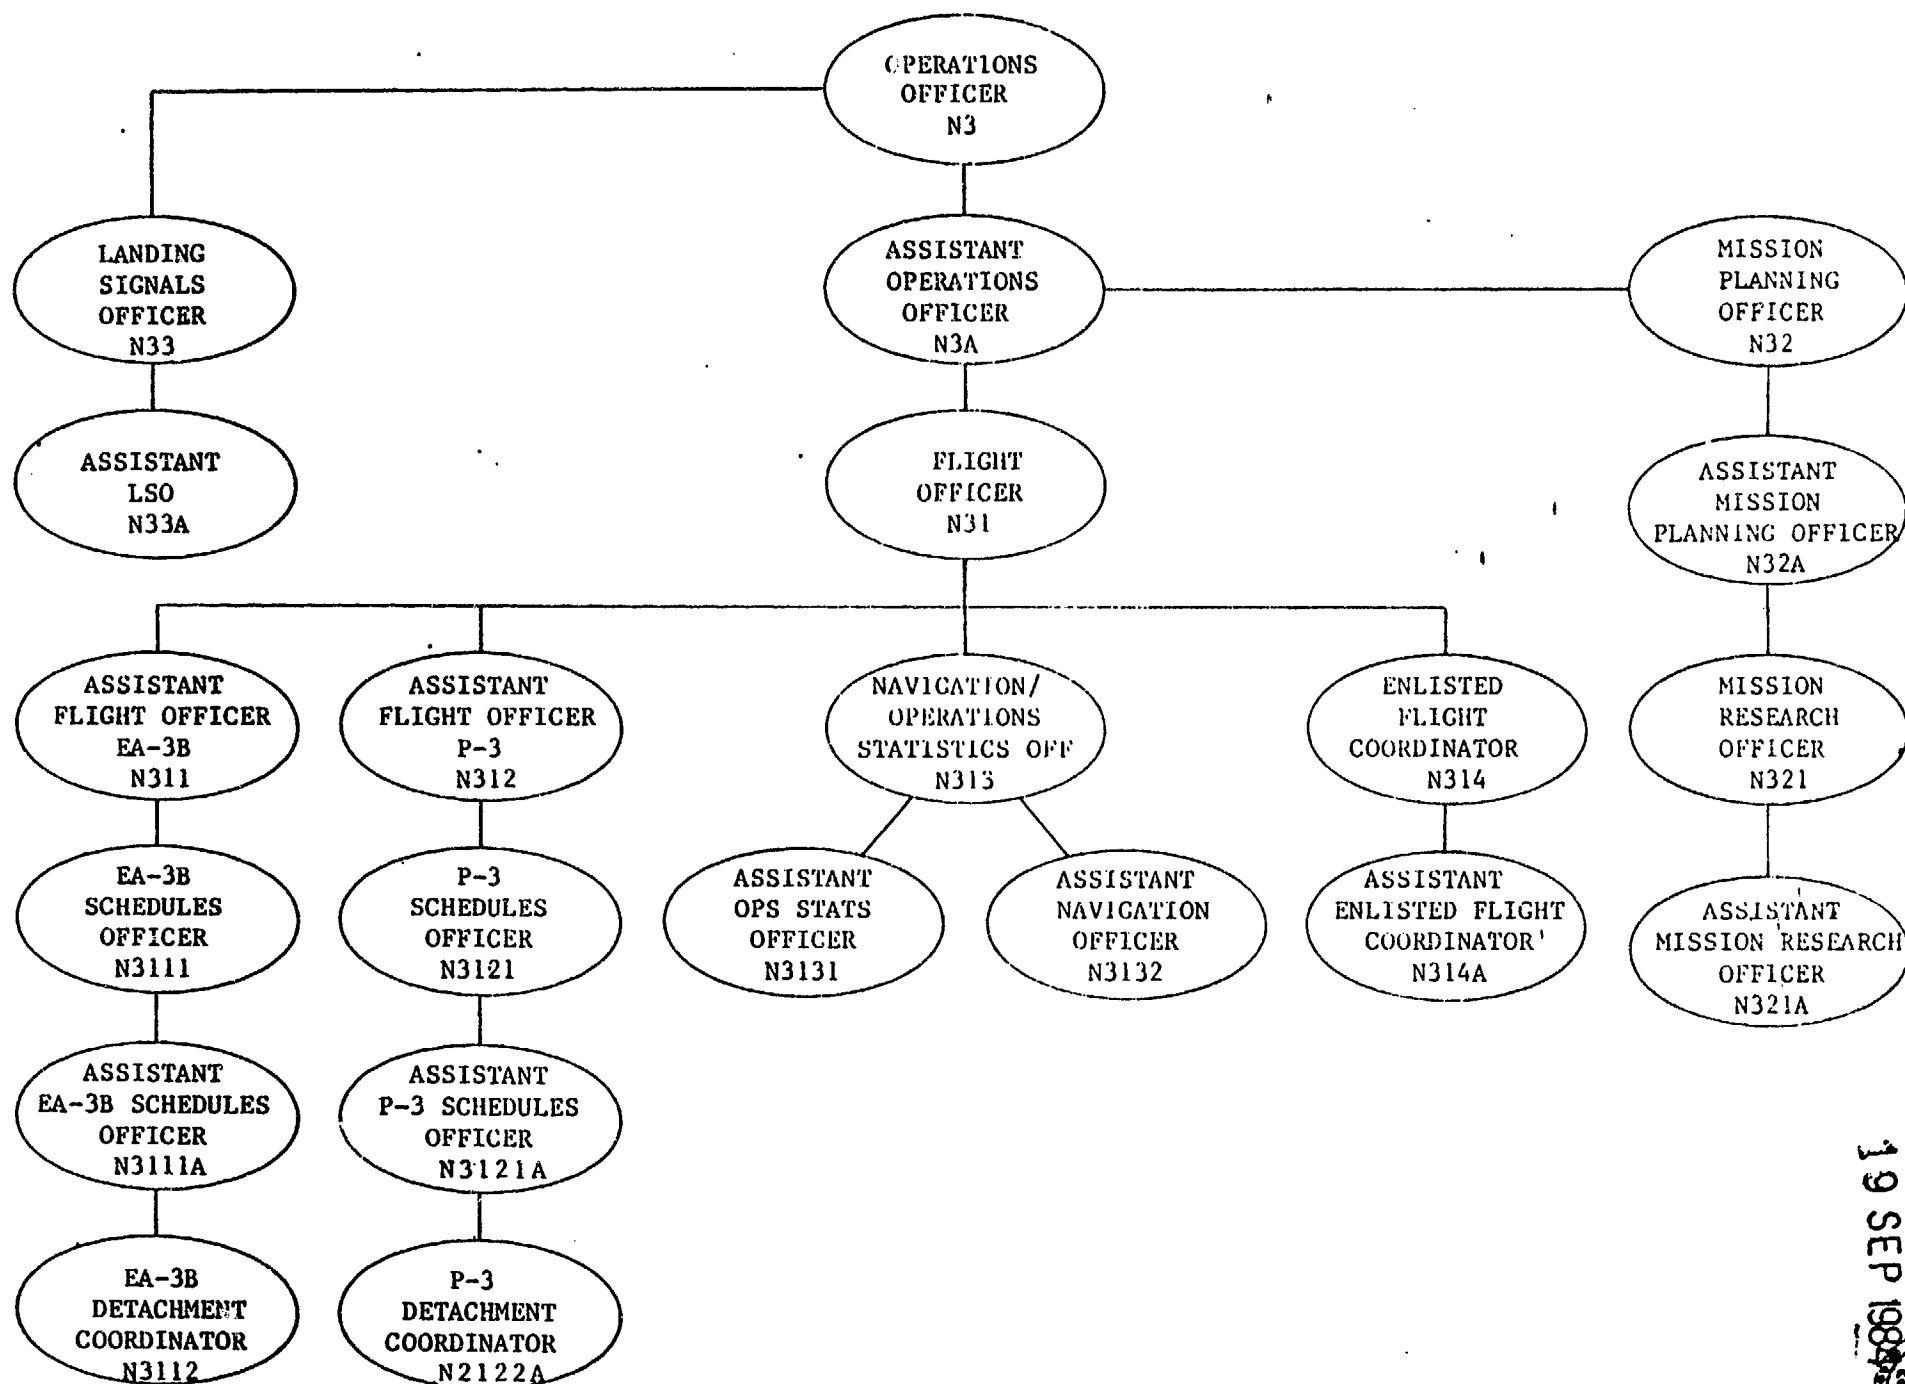 OPERATIONS
OFFICER
N3
LANDING
SIGNALS
OFFICER
N33
ASSISTANT
OPERATIONS
OFFICER
N3A
MISSION
PLANNING
OFFICER
N32
ASSISTANT
LSO
N33A
FLIGHT
OFFICER
N31
ASSISTANT
MISSION
PLANNING OFFICER
N32A
ASSISTANT
FLIGHT OFFICER
EA-3B
N311
ASSISTANT
FLIGHT OFFICER
P-3
N312
NAVIGATION/
OPERATIONS
STATISTICS OFF
N313
ENLISTED
FLIGHT
COORDINATOR
N314
MISSION
RESEARCH
OFFICER
N321
EA-3B
SCHEDULES
OFFICER
N3111
P-3
SCHEDULES
OFFICER
N3121
ASSISTANT
OPS STATS
OFFICER
N3131
ASSISTANT
NAVIGATION
OFFICER
N3132
ASSISTANT
ENLISTED FLIGHT
COORDINATOR
N314A
ASSISTANT
MISSION RESEARCH
OFFICER
N321A
ASSISTANT
EA-3B SCHEDULES
OFFICER
N3111A
ASSISTANT
P-3 SCHEDULES
OFFICER
N3121A
EA-3B
DETACHMENT
COORDINATOR
N3112
P-3
DETACHMENT
COORDINATOR
N2122A
19 SEP